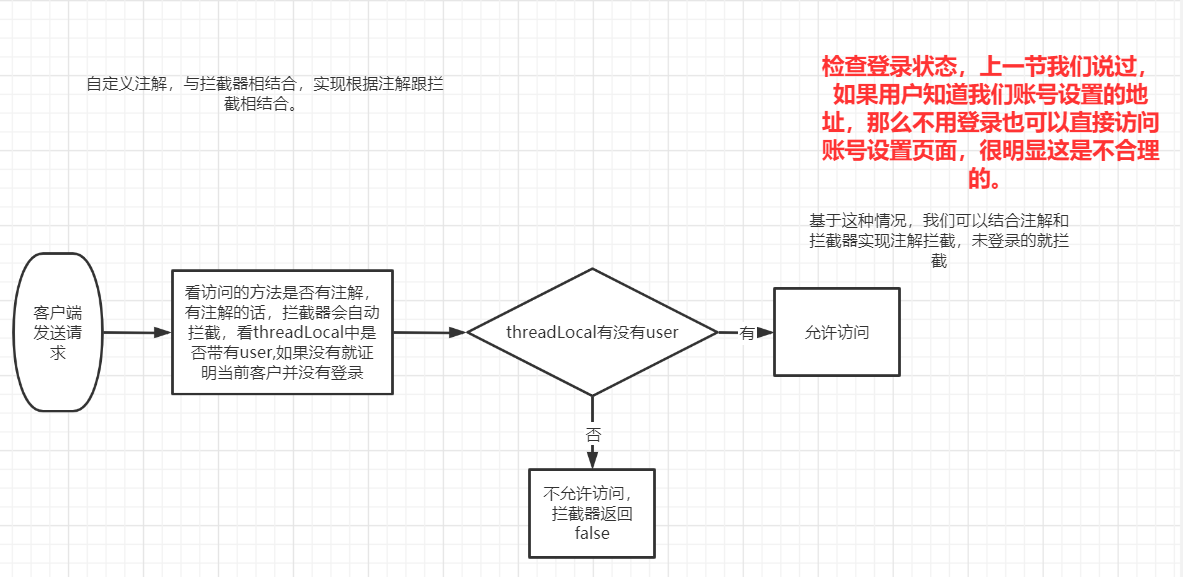 自定义注解，与拦截器相结合，实现根据注解跟拦
截相结合。
检查登录状态，上一节我们说过，
如果用户知道我们账号设置的地
址，那么不用登录也可以直接访问
账号设置页面，很明显这是不合理
的。
基于这种情况，我们可以结合注解和
拦截器实现注解拦截，未登录的就拦
截
客户端
发送请
求
看访问的方法是否有注解，
有注解的话，拦截器会自动
拦截，看threadLocal中是
否带有user,如果没有就证
明当前客户并没有登录
threadLocal有没有user
有
允许访问
否
不允许访问，
拦截器返回
false